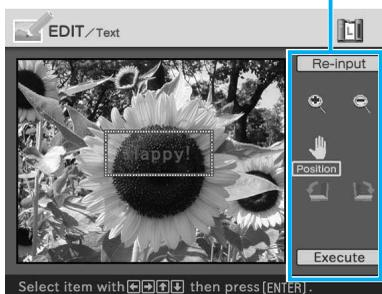 EDIT/Text
L
Re-input
Happy!
Position
Execute
Select item with ←→↑↓ then press [ENTER].